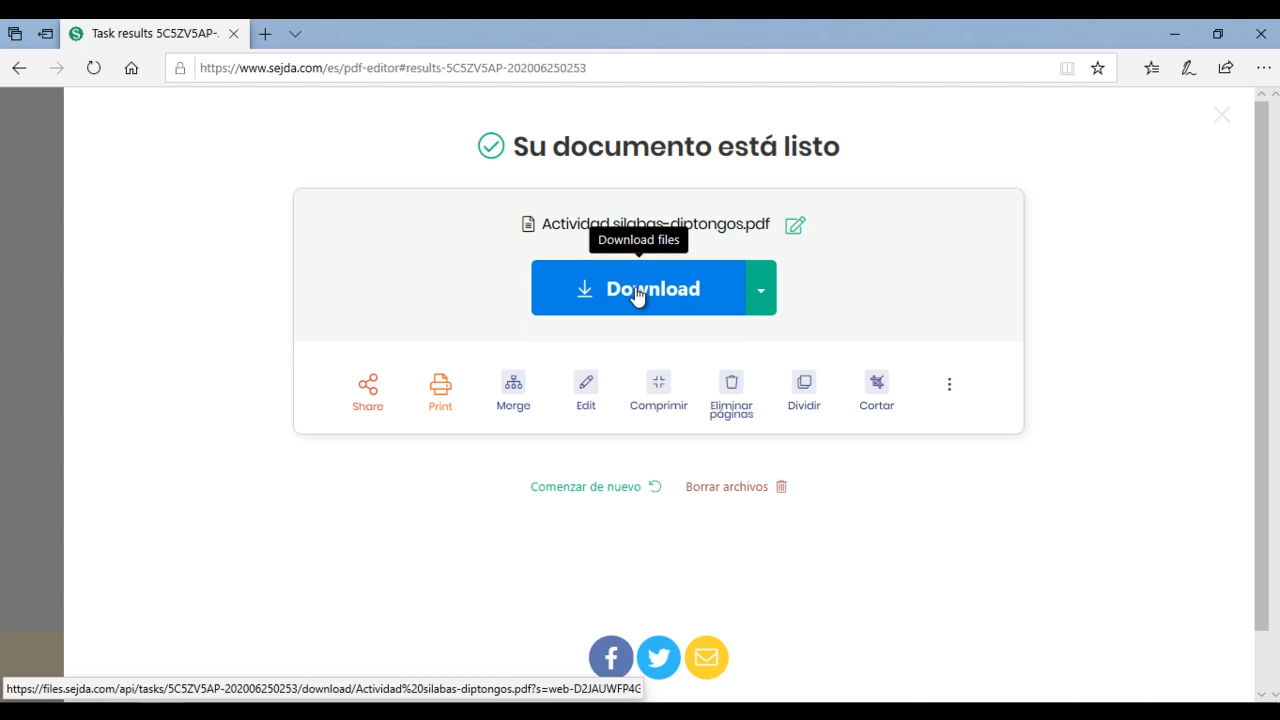 Task results 5C5ZV5AP-
https://www.sejda.com/es/pdf-editor#results-5C5ZV5AP-202006250253
Su documento está listo
Actividad silabas-diptongos.pdf
Download files
Download
Share
Print
Merge
Edit
Comprimir
Eliminar
páginas
Dividir
Cortar
Comenzar de nuevo
Borrar archivos
https://files.sejda.com/api/tasks/5C5ZV5AP-202006250253/download/Actividad%20silabas-diptongos.pdf?s=web-D2JAUWFP4G